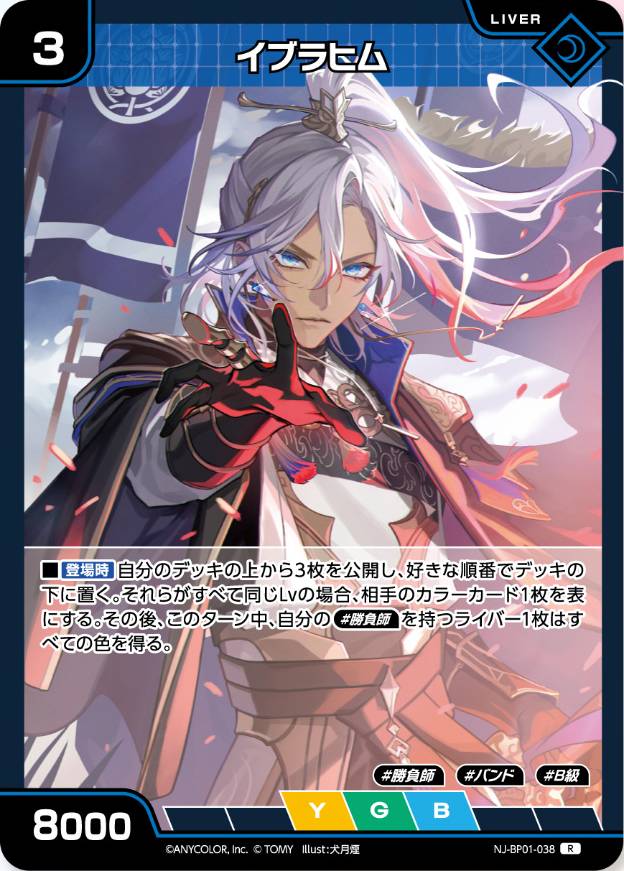 LIVER
3
イブラヒム
■ 登場時 自分のデッキの上から3枚を公開し、好きな順番でデッキの
下に置く。それらがすべて同じLvの場合、相手のカラーカード1枚を表
にする。その後、このターン中、自分の #勝負師 を持つライバー1枚はす
べての色を得る。
#勝負師 #バンド #B級
8000
Y G B
©ANYCOLOR, Inc. © TOMY Illust:犬月煙 NJ-BP01-038 R